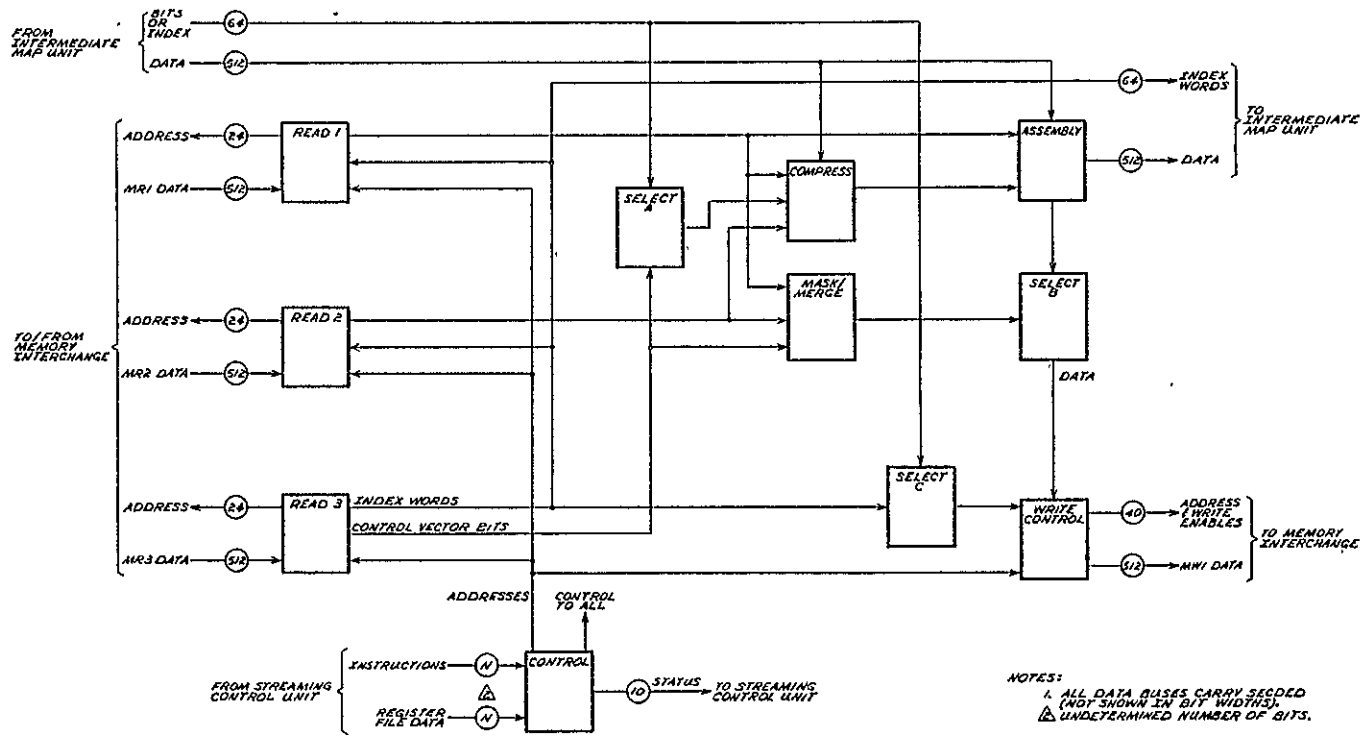 FROM
INTERMEDIATE
MAP UNIT
BITS
OR
INDEX
64
DATA
512
64
INDEX
WORDS
TO
INTERMEDIATE
MAP UNIT
512
DATA
ADDRESS
24
READ 1
MR1 DATA
512
ASSEMBLY
COMPRESS
SELECT
A
TO/FROM
MEMORY
INTERCHANGE
ADDRESS
24
READ 2
MR2 DATA
512
MASK/
MERGE
SELECT
B
DATA
ADDRESS
24
READ 3
INDEX WORDS
CONTROL VECTOR BITS
MR3 DATA
512
SELECT
C
WRITE
CONTROL
40
ADDRESS
& WRITE
ENABLES
TO MEMORY
INTERCHANGE
512
MW1 DATA
ADDRESSES
CONTROL
TO ALL
FROM STREAMING
CONTROL UNIT
INSTRUCTIONS
N
2
REGISTER
FILE DATA
N
CONTROL
10
STATUS
TO STREAMING
CONTROL UNIT
NOTES:
1. ALL DATA BUSES CARRY SECDED
(NOT SHOWN IN BIT WIDTHS).
2 UNDETERMINED NUMBER OF BITS.